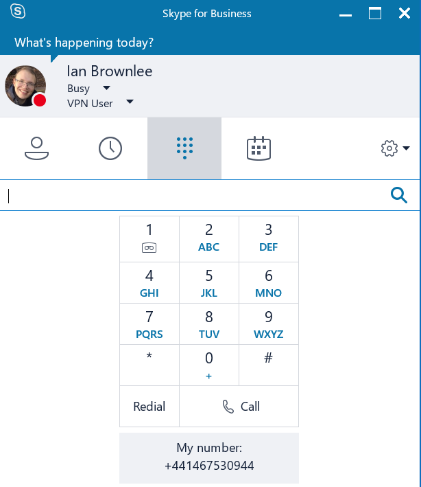 Skype for Business
What's happening today?
Ian Brownlee
Busy
VPN User
1
2 ABC
3 DEF
4 GHI
5 JKL
6 MNO
7 PQRS
8 TUV
9 WXYZ
*
0 +
#
Redial
Call
My number:
+441467530944